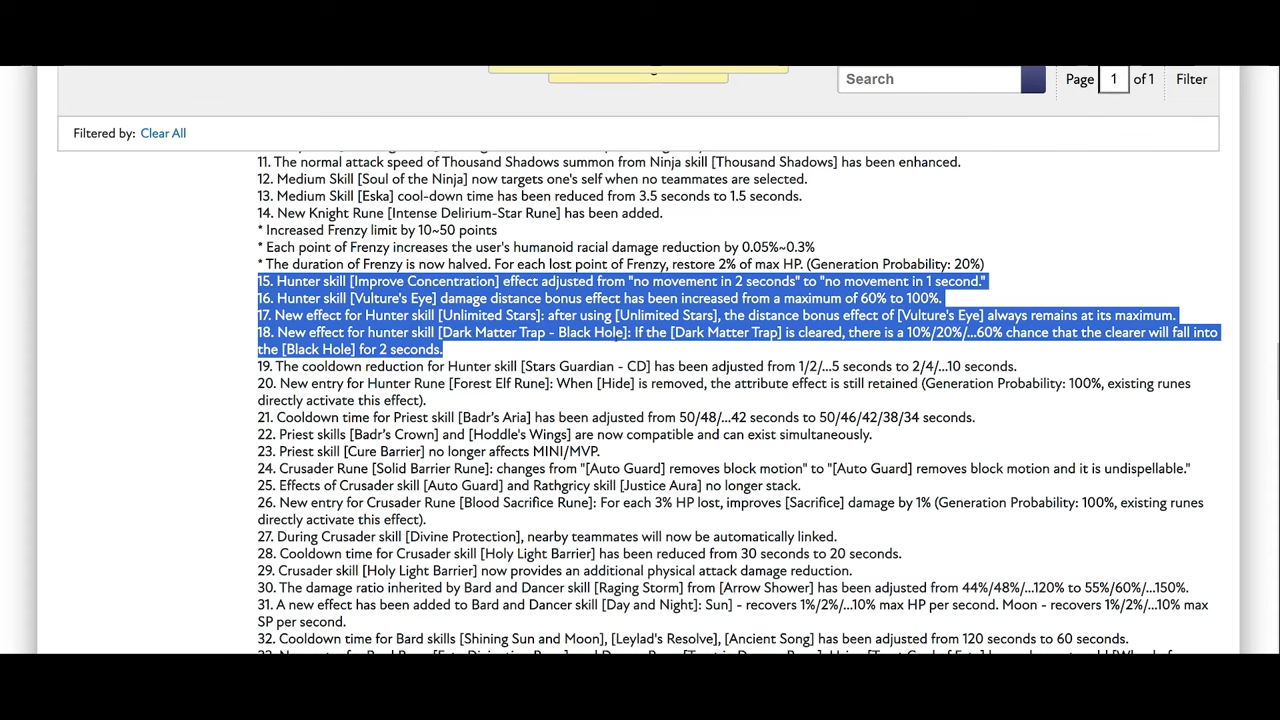 Search
Page 1 of 1 Filter
Filtered by: Clear All
11. The normal attack speed of Thousand Shadows summon from Ninja skill [Thousand Shadows] has been enhanced.
12. Medium Skill [Soul of the Ninja] now targets one's self when no teammates are selected.
13. Medium Skill [Eska] cool-down time has been reduced from 3.5 seconds to 1.5 seconds.
14. New Knight Rune [Intense Delirium-Star Rune] has been added.
* Increased Frenzy limit by 10~50 points
* Each point of Frenzy increases the user's humanoid racial damage reduction by 0.05%~0.3%
* The duration of Frenzy is now halved. For each lost point of Frenzy, restore 2% of max HP. (Generation Probability: 20%)
15. Hunter skill [Improve Concentration] effect adjusted from "no movement in 2 seconds" to "no movement in 1 second."
16. Hunter skill [Vulture's Eye] damage distance bonus effect has been increased from a maximum of 60% to 100%.
17. New effect for Hunter skill [Unlimited Stars]: after using [Unlimited Stars], the distance bonus effect of [Vulture's Eye] always remains at its maximum.
18. New effect for hunter skill [Dark Matter Trap - Black Hole]: If the [Dark Matter Trap] is cleared, there is a 10%/20%/...60% chance that the clearer will fall into
the [Black Hole] for 2 seconds.
19. The cooldown reduction for Hunter skill [Stars Guardian - CD] has been adjusted from 1/2/...5 seconds to 2/4/...10 seconds.
20. New entry for Hunter Rune [Forest Elf Rune]: When [Hide] is removed, the attribute effect is still retained (Generation Probability: 100%, existing runes
directly activate this effect).
21. Cooldown time for Priest skill [Badr's Aria] has been adjusted from 50/48/...42 seconds to 50/46/42/38/34 seconds.
22. Priest skills [Badr's Crown] and [Hoddle's Wings] are now compatible and can exist simultaneously.
23. Priest skill [Cure Barrier] no longer affects MINI/MVP.
24. Crusader Rune [Solid Barrier Rune]: changes from "[Auto Guard] removes block motion" to "[Auto Guard] removes block motion and it is undispellable."
25. Effects of Crusader skill [Auto Guard] and Rathgricy skill [Justice Aura] no longer stack.
26. New entry for Crusader Rune [Blood Sacrifice Rune]: For each 3% HP lost, improves [Sacrifice] damage by 1% (Generation Probability: 100%, existing runes
directly activate this effect).
27. During Crusader skill [Divine Protection], nearby teammates will now be automatically linked.
28. Cooldown time for Crusader skill [Holy Light Barrier] has been reduced from 30 seconds to 20 seconds.
29. Crusader skill [Holy Light Barrier] now provides an additional physical attack damage reduction.
30. The damage ratio inherited by Bard and Dancer skill [Raging Storm] from [Arrow Shower] has been adjusted from 44%/48%/...120% to 55%/60%/...150%.
31. A new effect has been added to Bard and Dancer skill [Day and Night]: Sun] - recovers 1%/2%/...10% max HP per second. Moon - recovers 1%/2%/...10% max
SP per second.
32. Cooldown time for Bard skills [Shining Sun and Moon], [Leylad's Resolve], [Ancient Song] has been adjusted from 120 seconds to 60 seconds.